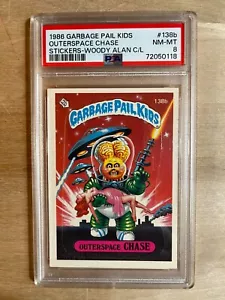 1986 GARBAGE PAIL KIDS #138b
OUTERSPACE CHASE NM-MT
STICKERS-WOODY ALAN C/L 8
PSA 72050118
GARBAGE PAIL KIDS
138b
OUTERSPACE CHASE